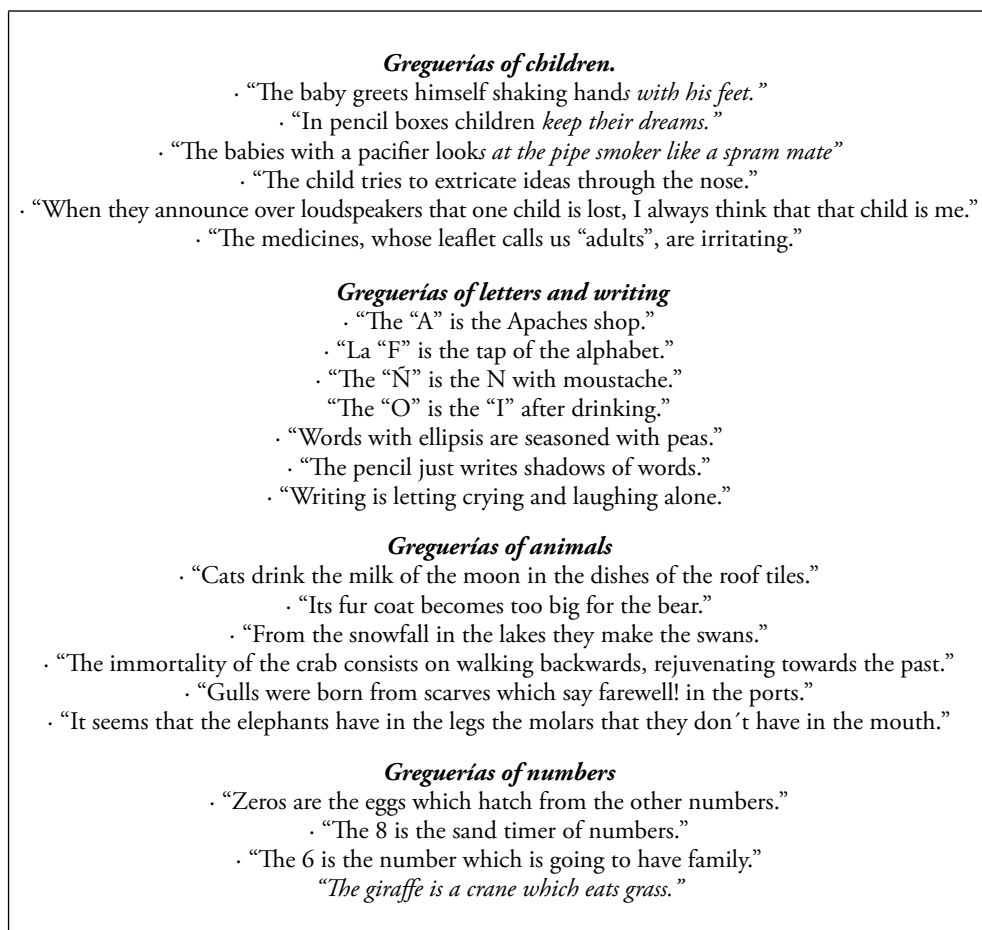 Greguerías of children.
· “The baby greets himself shaking hands with his feet.”
· “In pencil boxes children keep their dreams.”
· “The babies with a pacifier looks at the pipe smoker like a spram mate”
· “The child tries to extricate ideas through the nose.”
· “When they announce over loudspeakers that one child is lost, I always think that that child is me.”
· “The medicines, whose leaflet calls us “adults”, are irritating.”
Greguerías of letters and writing
· “The “A” is the Apaches shop.”
· “La “F” is the tap of the alphabet.”
· “The “Ñ” is the N with moustache.”
“The “O” is the “I” after drinking.”
· “Words with ellipsis are seasoned with peas.”
· “The pencil just writes shadows of words.”
· “Writing is letting crying and laughing alone.”
Greguerías of animals
· “Cats drink the milk of the moon in the dishes of the roof tiles.”
· “Its fur coat becomes too big for the bear.”
· “From the snowfall in the lakes they make the swans.”
· “The immortality of the crab consists on walking backwards, rejuvenating towards the past.”
· “Gulls were born from scarves which say farewell! in the ports.”
· “It seems that the elephants have in the legs the molars that they don´t have in the mouth.”
Greguerías of numbers
· “Zeros are the eggs which hatch from the other numbers.”
· “The 8 is the sand timer of numbers.”
· “The 6 is the number which is going to have family.”
“The giraffe is a crane which eats grass.”